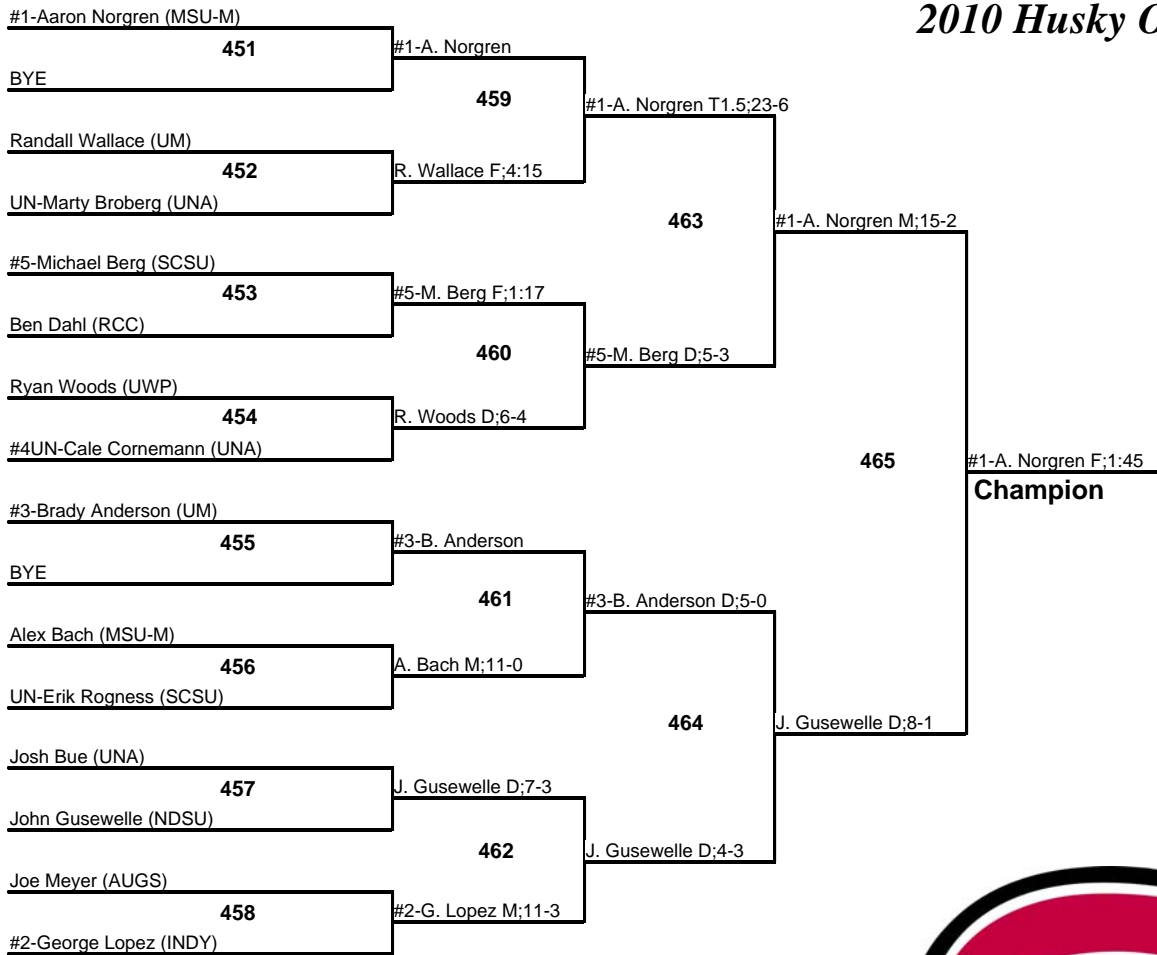 2010 Husky O
#1-Aaron Norgren (MSU-M)
451
BYE
#1-A. Norgren
459
Randall Wallace (UM)
452
UN-Marty Broberg (UNA)
R. Wallace F;4:15
#1-A. Norgren T1.5;23-6
463
#5-Michael Berg (SCSU)
453
Ben Dahl (RCC)
#5-M. Berg F;1:17
460
Ryan Woods (UWP)
454
#4UN-Cale Cornemann (UNA)
R. Woods D;6-4
#5-M. Berg D;5-3
#1-A. Norgren M;15-2
465
#1-A. Norgren F;1:45
Champion
#3-Brady Anderson (UM)
455
BYE
#3-B. Anderson
461
Alex Bach (MSU-M)
456
UN-Erik Rogness (SCSU)
A. Bach M;11-0
#3-B. Anderson D;5-0
464
Josh Bue (UNA)
457
John Gusewelle (NDSU)
J. Gusewelle D;7-3
462
Joe Meyer (AUGS)
458
#2-George Lopez (INDY)
#2-G. Lopez M;11-3
J. Gusewelle D;4-3
J. Gusewelle D;8-1